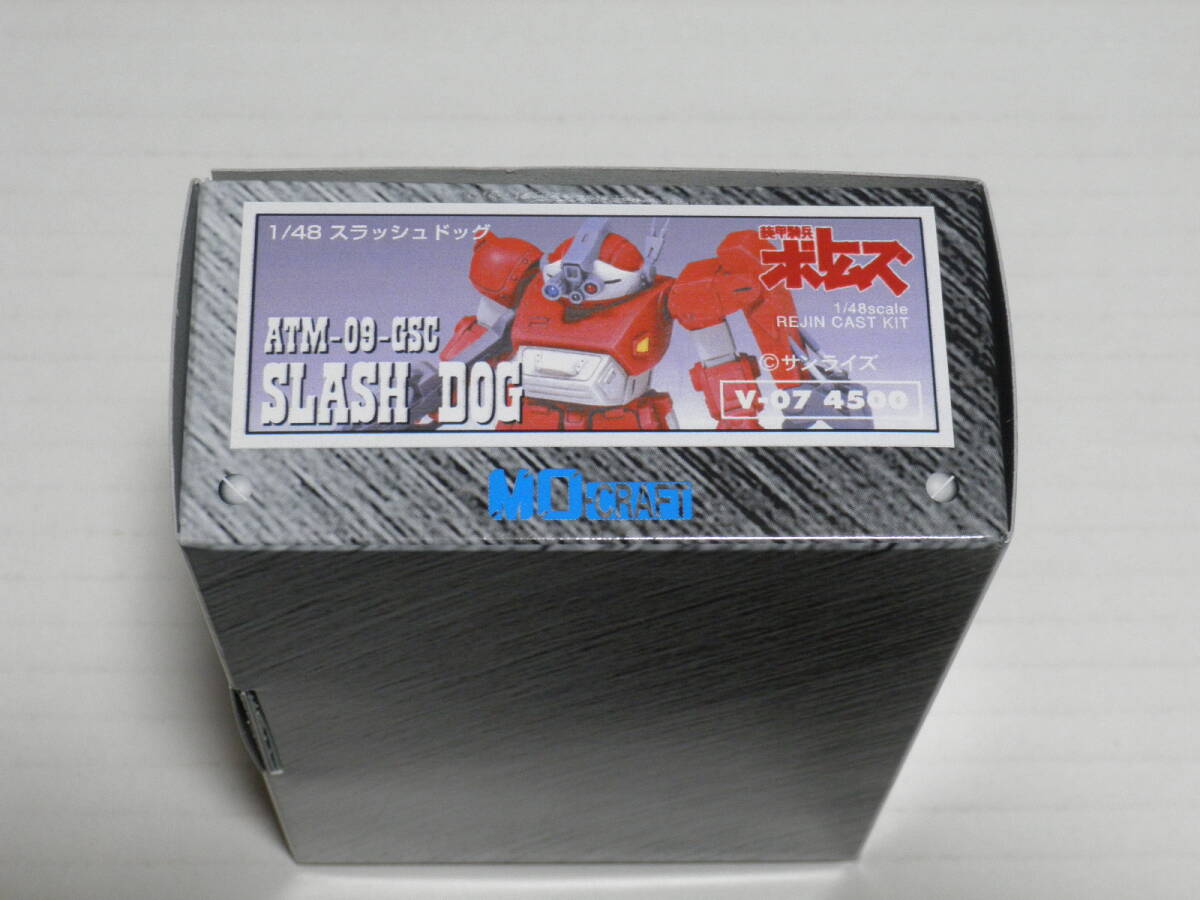 1/48 スラッシュドッグ
ATM-09-GSC
SLASH DOG
装甲騎兵
ボトムズ
1/48scale
REJIN CAST KIT
©サンライズ
V-07 4500
MO-CRAFT